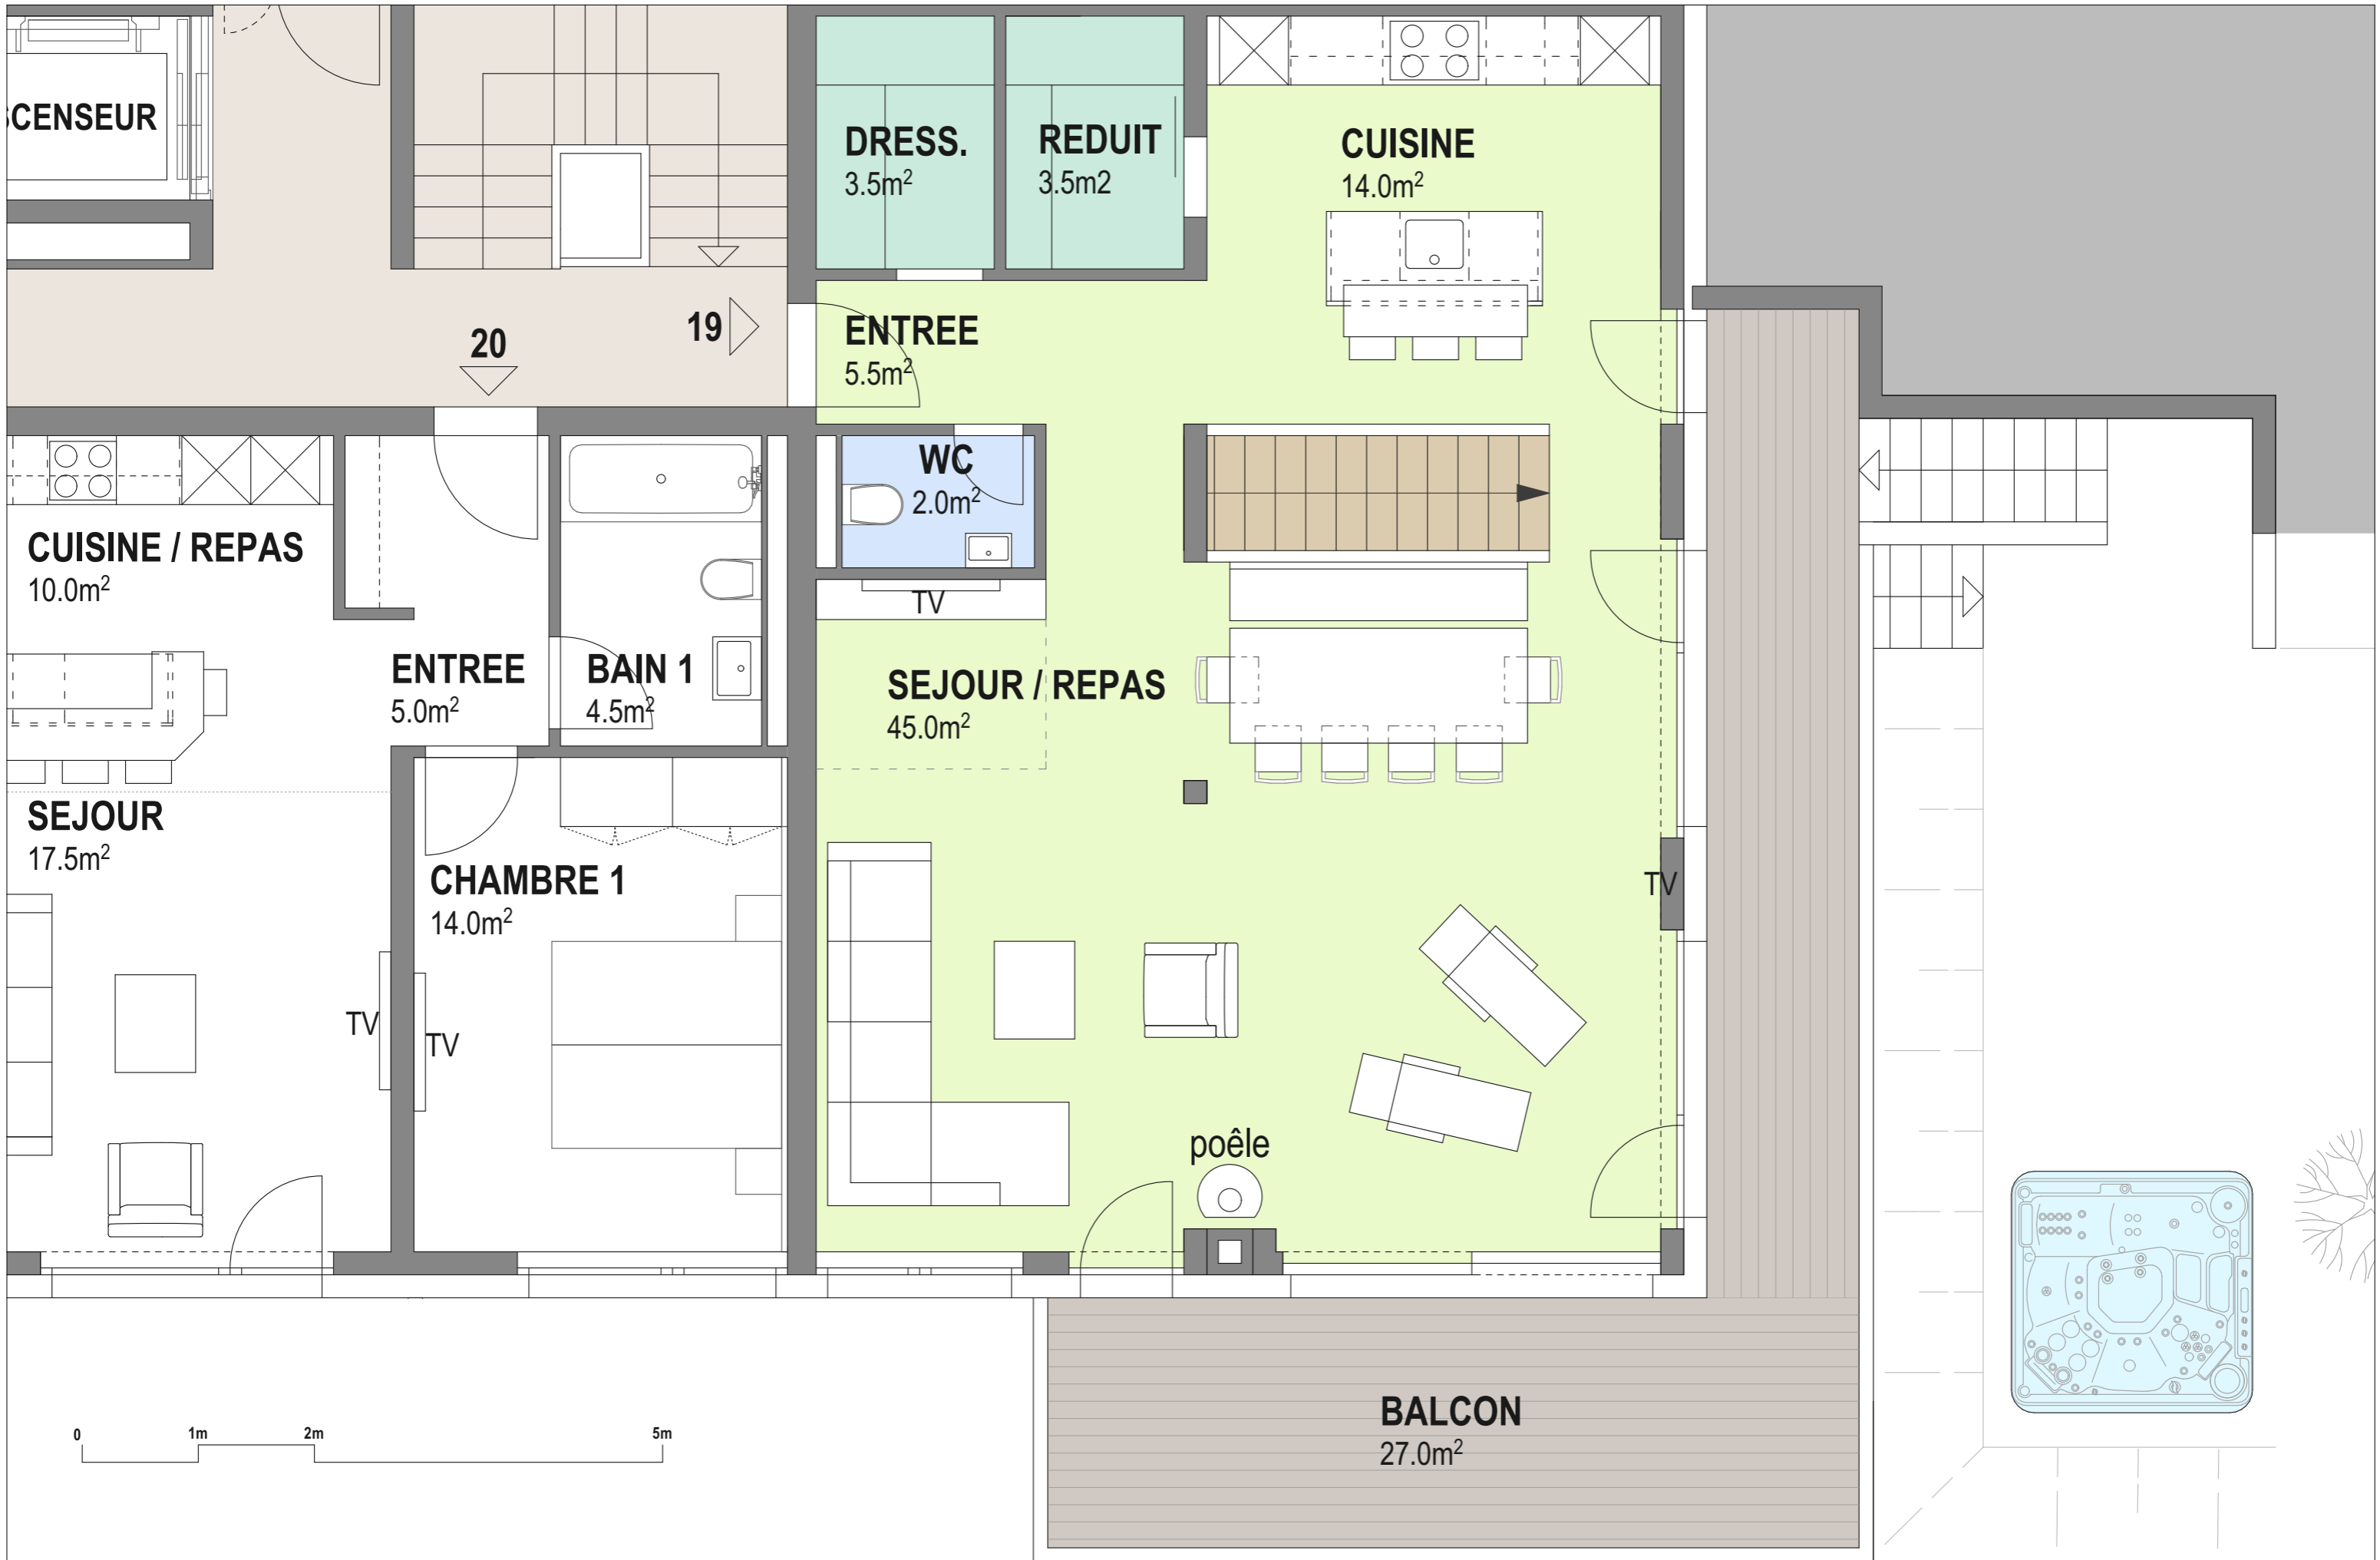 SCENSEUR
DRESS.
3.5m²
REDUIT
3.5m2
CUISINE
14.0m²
19
20
ENTREE
5.5m²
WC
2.0m²
TV
CUISINE / REPAS
10.0m²
ENTREE
5.0m²
BAIN 1
4.5m²
SEJOUR / REPAS
45.0m²
SEJOUR
17.5m²
CHAMBRE 1
14.0m²
TV
TV
TV
poêle
BALCON
27.0m²
0 1m 2m 5m